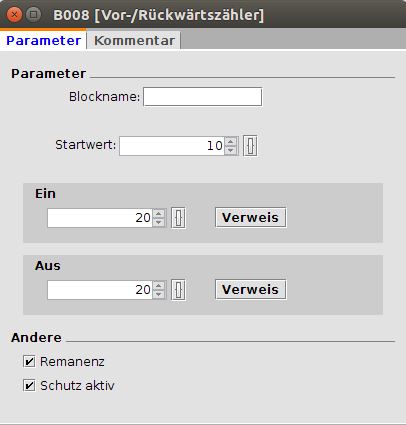 B008 [Vor-/Rückwärtszähler]
Parameter Kommentar
Parameter
Blockname:
Startwert: 10
Ein
20 Verweis
Aus
20 Verweis
Andere
Remanenz
Schutz aktiv